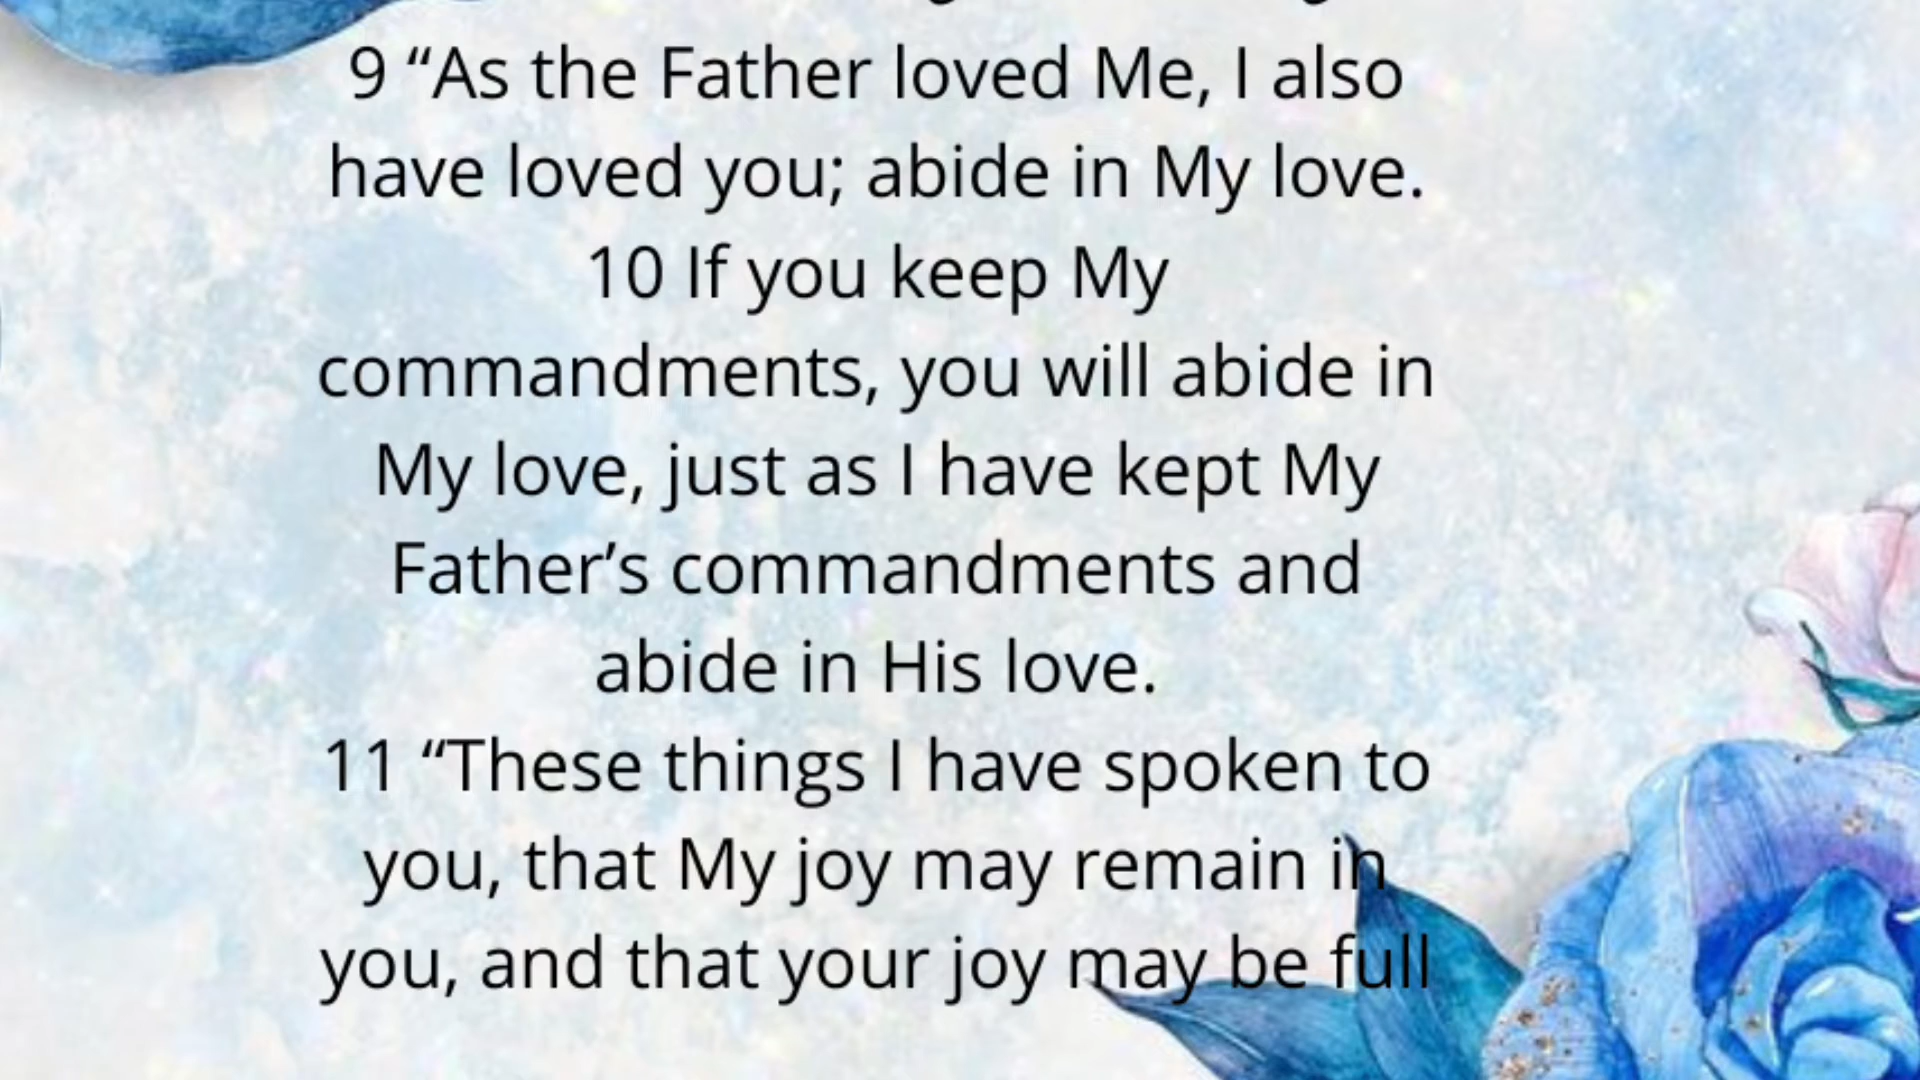 9 “As the Father loved Me, I also
have loved you; abide in My love.
10 If you keep My
commandments, you will abide in
My love, just as I have kept My
Father’s commandments and
abide in His love.
11 “These things I have spoken to
you, that My joy may remain in
you, and that your joy may be full